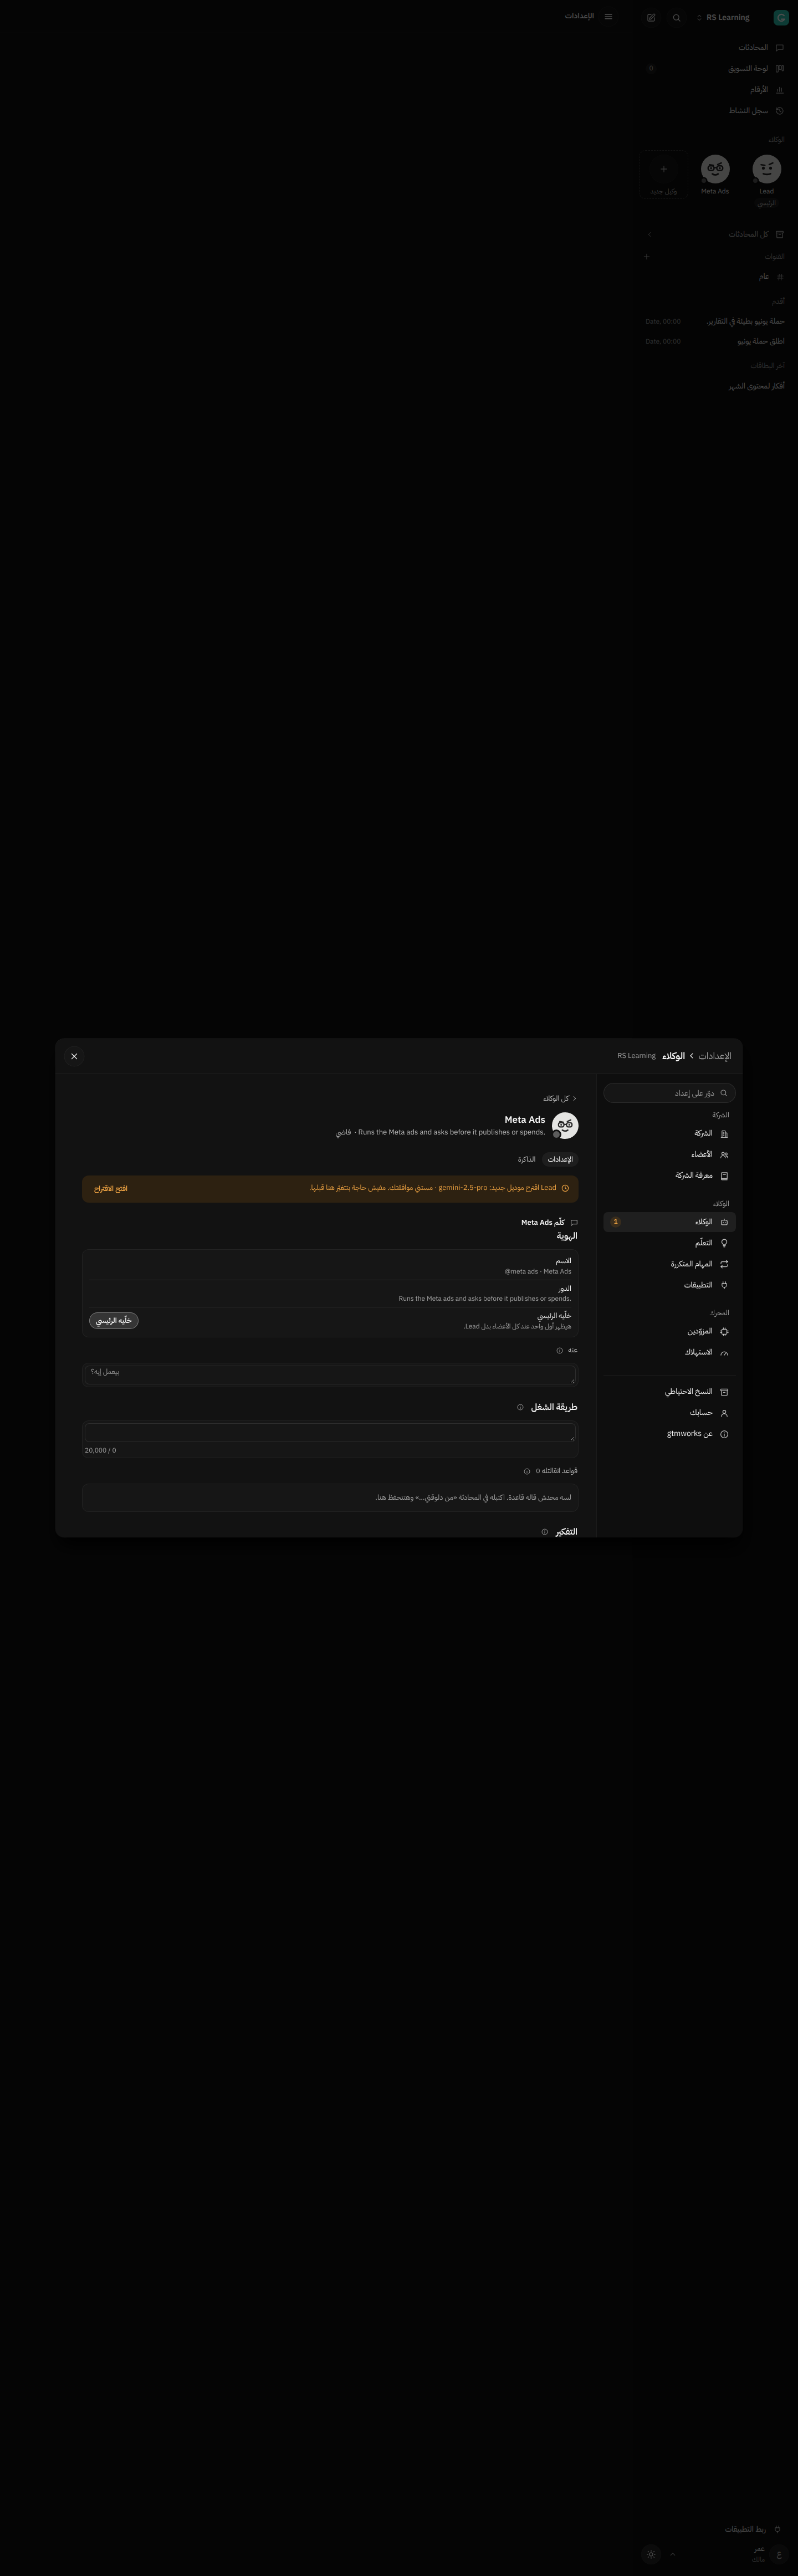 RS Learning
الإعدادات
المحادثات
لوحة التسويق
0
الأرقام
سجل النشاط
الوكلاء
Lead
الرئيسي
Meta Ads
وكيل جديد
كل المحادثات
القنوات
عام
أقدم
حملة يونيو بطيئة في التقارير.
Date, 00:00
اطلق حملة يونيو
Date, 00:00
آخر البطاقات
أفكار لمحتوى الشهر
الإعدادات
الوكلاء
RS Learning
دوّر على إعداد
الشركة
الشركة
الأعضاء
معرفة الشركة
الوكلاء
الوكلاء
1
التعلّم
المهام المتكررة
التطبيقات
المحرك
المزوّدين
الاستهلاك
النسخ الاحتياطي
حسابك
عن gtmworks
كل الوكلاء
Meta Ads
Runs the Meta ads and asks before it publishes or spends. · فاضي
الإعدادات
الذاكرة
Lead اقترح موديل جديد: gemini-2.5-pro · مستني موافقتك. مفيش حاجة بتتغيّر هنا قبلها.
افتح الاقتراح
كلّم Meta Ads
الهوية
الاسم
@meta ads · Meta Ads
الدور
Runs the Meta ads and asks before it publishes or spends.
خلّيه الرئيسي
هيظهر أول واحد عند كل الأعضاء بدل Lead.
خلّيه الرئيسي
عنه
بيعمل إيه؟
طريقة الشغل
20,000 / 0
قواعد اتقالتله 0
لسه محدش قاله قاعدة. اكتبله في المحادثة «من دلوقتي…» وهتتحفظ هنا.
التفكير
ربط التطبيقات
ع
عمر
مالك